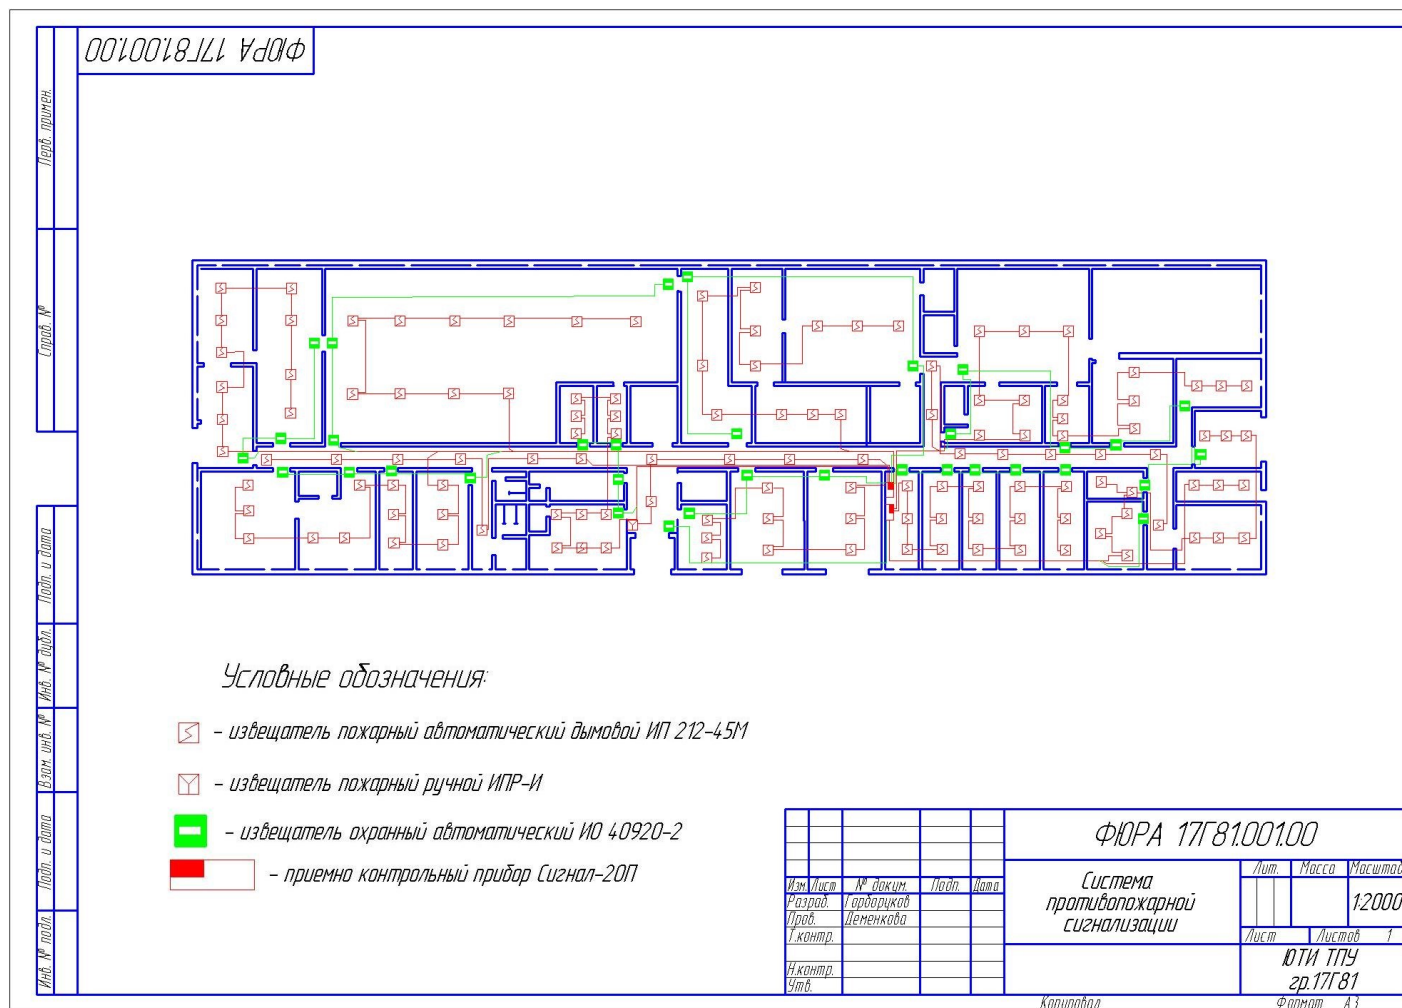 ФЮРА 17Г81.001.00
Перв. примен.
Справ. №
Подп. и дата
Инв. № дубл.
Взам. инв. №
Подп. и дата
Инв. № подл.
Условные обозначения:
– извещатель пожарный автоматический дымовой ИП 212-45М
– извещатель пожарный ручной ИПР-И
– извещатель охранный автоматический ИО 40920-2
– приемно контрольный прибор Сигнал-20П
ФЮРА 17Г81.001.00
Изм. Лист № докум. Подп. Дата
Разраб. Горборуков
Пров. Деменкова
Т.контр.
Н.контр.
Утв.
Система
противопожарной
сигнализации
Лит. Масса Масштаб
1:2000
Лист Листов 1
ЮТИ ТПУ
гр.17Г81
Копировал Формат А3